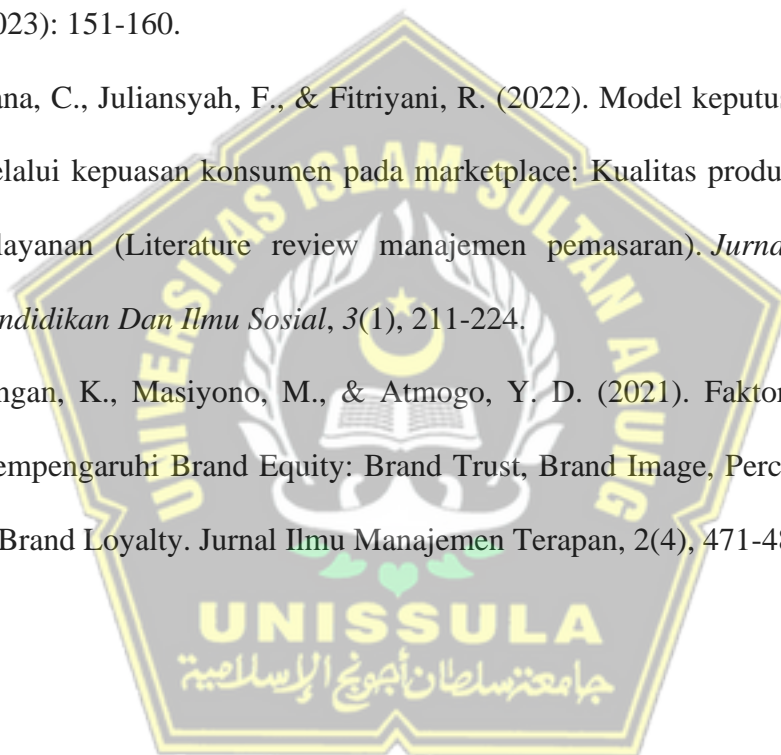 023): 151-160.
ana, C., Juliansyah, F., & Fitriyani, R. (2022). Model keputus
elalui kepuasan konsumen pada marketplace: Kualitas produ
layanan (Literature review manajemen pemasaran). Jurna
ndidikan Dan Ilmu Sosial, 3(1), 211-224.
ngan, K., Masiyono, M., & Atmogo, Y. D. (2021). Faktor
empengaruhi Brand Equity: Brand Trust, Brand Image, Perc
Brand Loyalty. Jurnal Ilmu Manajemen Terapan, 2(4), 471-48
UNIVERSITAS ISLAM SULTAN AGUNG
UNISSULA
جامعتنسلطان أجونج الإسلامية